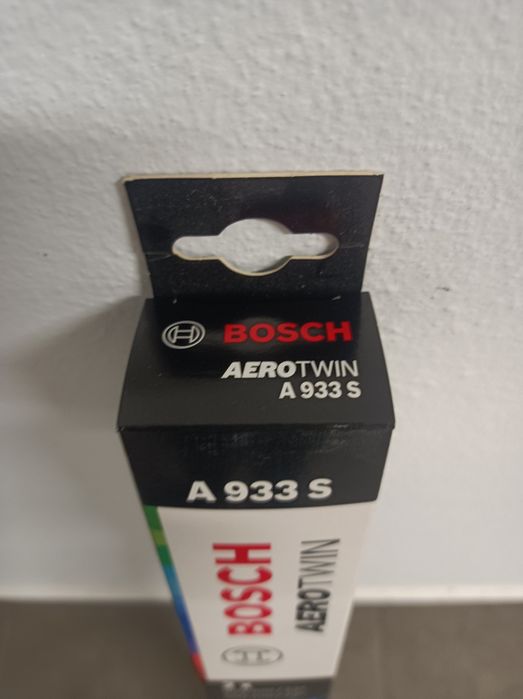 BOSCH
AEROTWIN
A 933 S
A 933 S
BOSCH
AEROTWIN